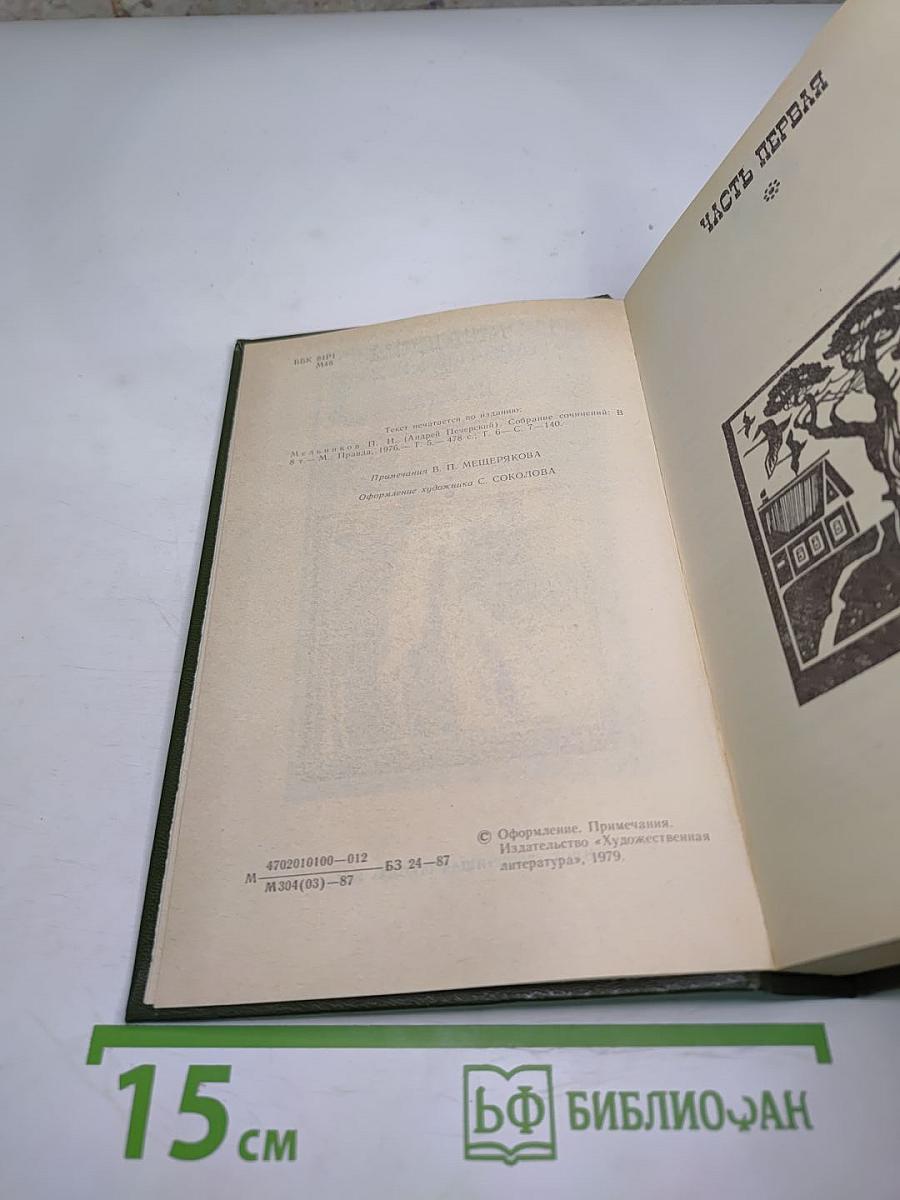 ББК 84Р1
М48
Текст печатается по изданию:
Мельников П. И. (Андрей Печерский). Собрание сочинений: В
8 т.— М.: Правда, 1976.— Т. 5.— 478 с.; Т. 6— С. 7—140.
Примечания В. П. МЕЩЕРЯКОВА
Оформление художника С. СОКОЛОВА
М 4702010100—012 БЗ 24—87
М304(03)—87
© Оформление. Примечания.
Издательство «Художественная
литература», 1979.
ЧАСТЬ ПЕРВАЯ
15 см
БФ БИБЛИОФАН